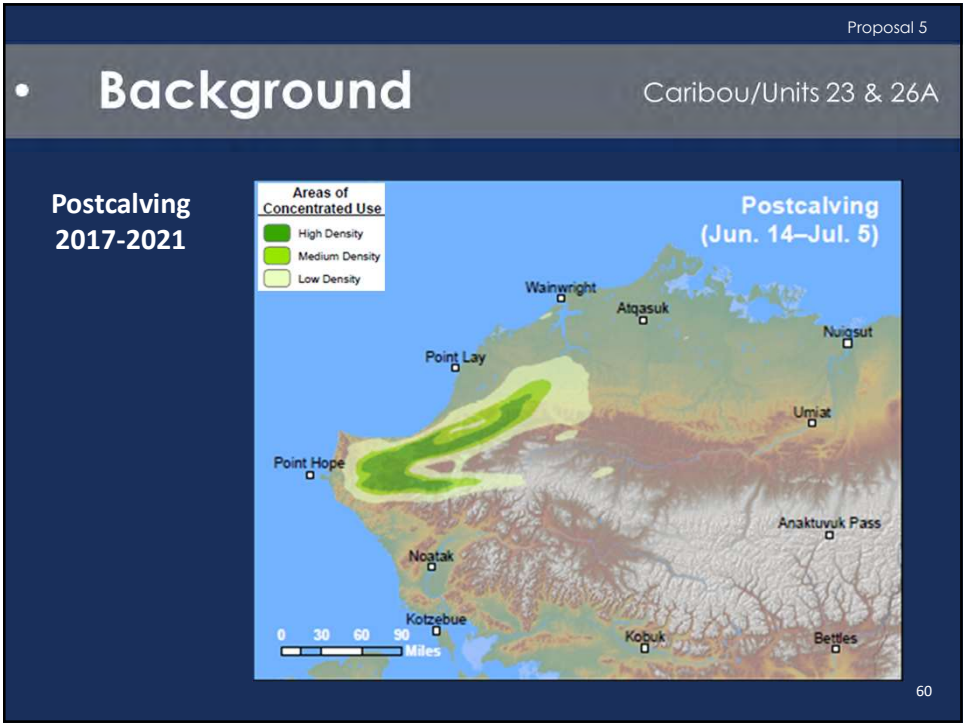 Proposal 5
• Background
Caribou/Units 23 & 26A
Postcalving
2017-2021
Areas of
Concentrated Use
High Density
Medium Density
Low Density
Postcalving
(Jun. 14–Jul. 5)
Wainwright
Atqasuk
Nuiqsut
Point Lay
Umiat
Point Hope
Anaktuvuk Pass
Noatak
Kotzebue
Kobuk
Bettles
0 30 60 90
Miles
60